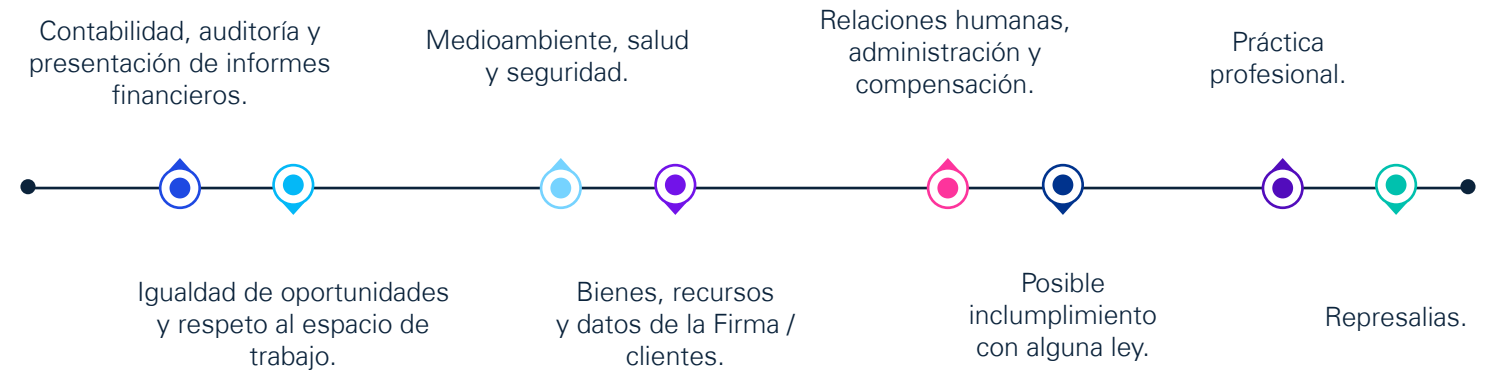 Contabilidad, auditoría y
presentación de informes
financieros.
Igualdad de oportunidades
y respeto al espacio de
trabajo.
Medioambiente, salud
y seguridad.
Bienes, recursos
y datos de la Firma /
clientes.
Relaciones humanas,
administración y
compensación.
Posible
inclumplimiento
con alguna ley.
Práctica
profesional.
Represalias.